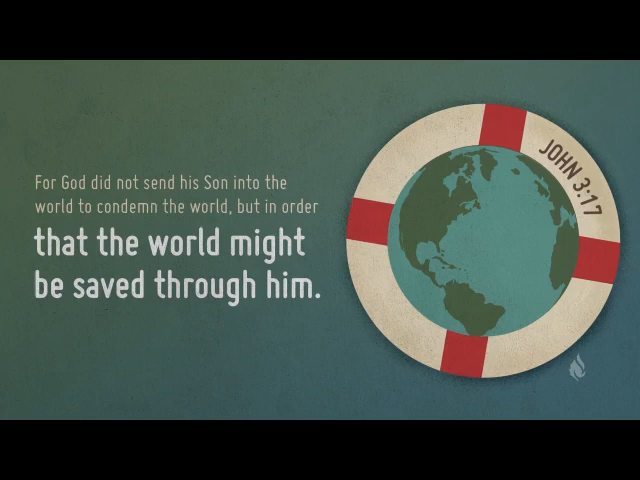 For God did not send his Son into the
world to condemn the world, but in order
that the world might
be saved through him.
JOHN 3:17